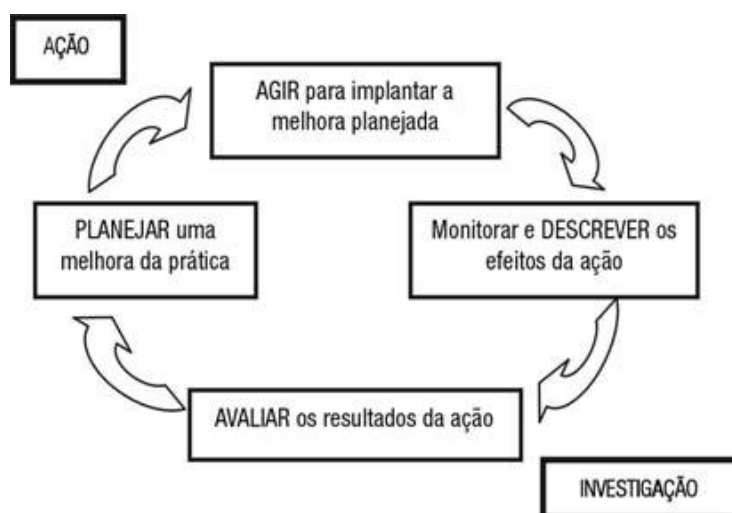 AÇÃO
AGIR para implantar a
melhora planejada
PLANEJAR uma
melhora da prática
Monitorar e DESCREVER os
efeitos da ação
AVALIAR os resultados da ação
INVESTIGAÇÃO